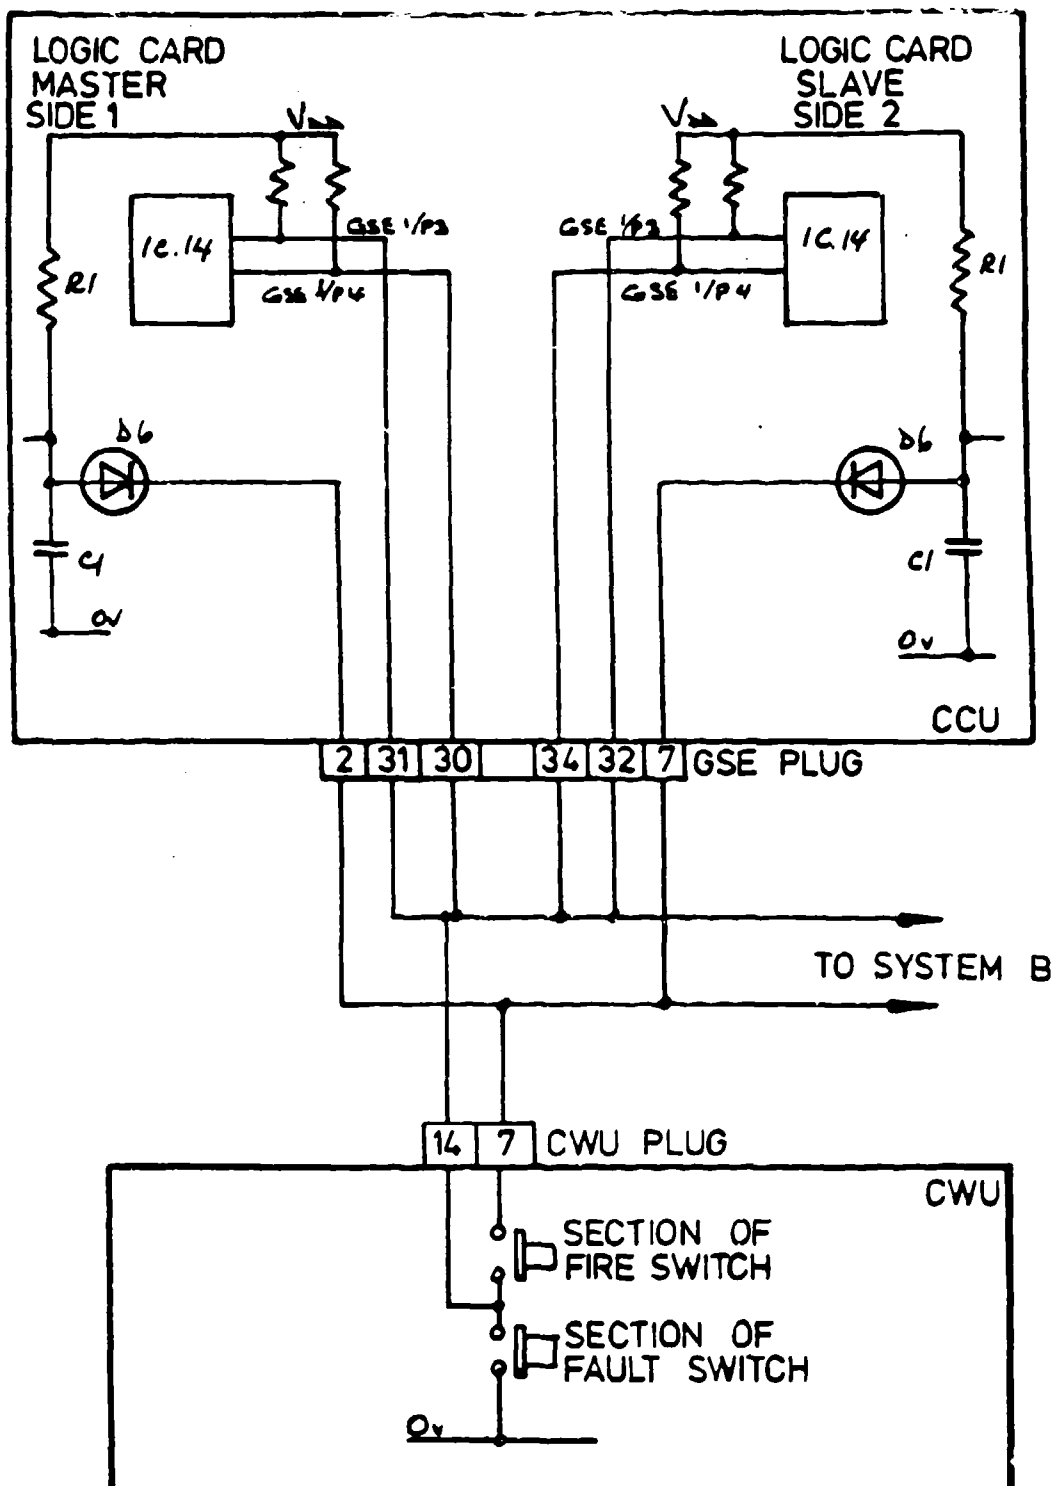 LOGIC CARD
MASTER
SIDE 1
LOGIC CARD
SLAVE
SIDE 2
V
V
GSE 1/P3
GSE 1/P3
IC.14
IC.14
R1
R1
GSE 1/P4
GSE 1/P4
D6
D6
C1
C1
0V
0V
CCU
2 31 30 34 32 7 GSE PLUG
TO SYSTEM B
14 7 CWU PLUG
CWU
SECTION OF
FIRE SWITCH
SECTION OF
FAULT SWITCH
0V